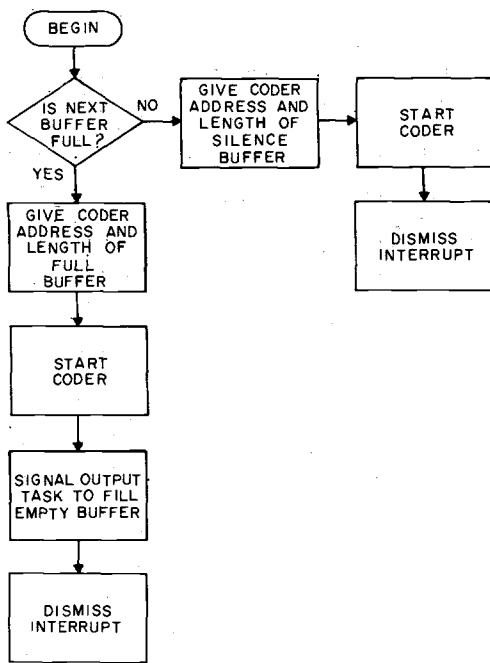 BEGIN
IS NEXT
BUFFER
FULL?
NO
YES
GIVE CODER
ADDRESS AND
LENGTH OF
SILENCE
BUFFER
START
CODER
DISMISS
INTERRUPT
GIVE CODER
ADDRESS AND
LENGTH OF
FULL
BUFFER
START
CODER
SIGNAL OUTPUT
TASK TO FILL
EMPTY BUFFER
DISMISS
INTERRUPT